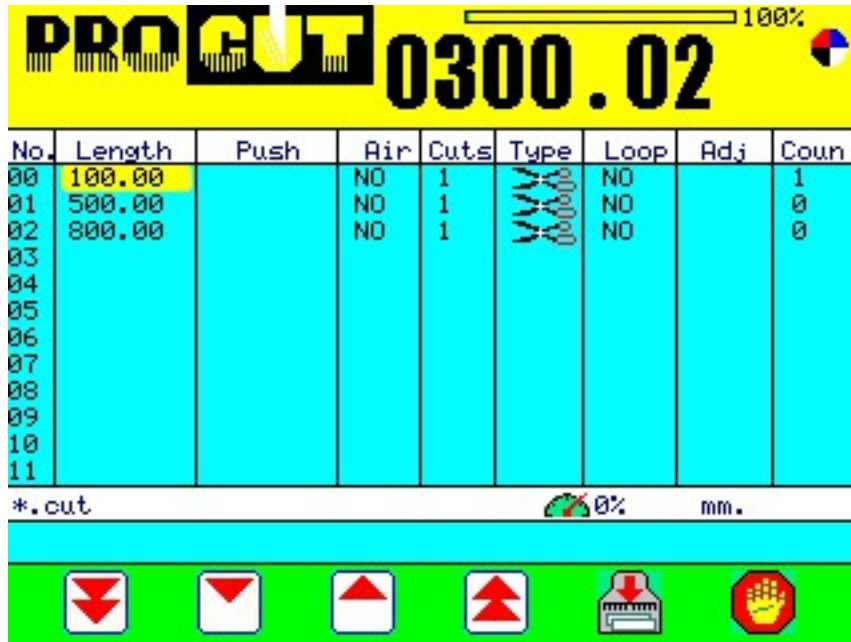 PRO CUT
100%
0300.02
No. Length Push Air Cuts Type Loop Adj Coun
00 100.00 NO 1 NO 1
01 500.00 NO 1 NO 0
02 800.00 NO 1 NO 0
03
04
05
06
07
08
09
10
11
*.cut 0% mm.